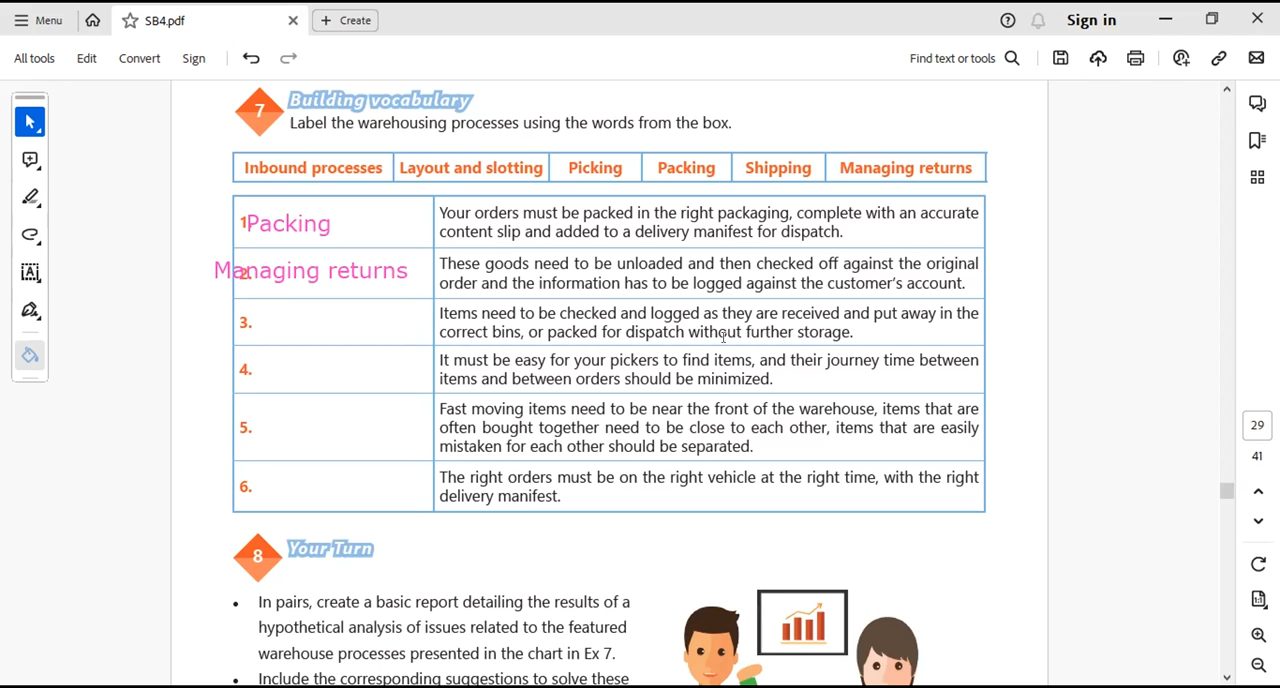 Menu
SB4.pdf
Create
Sign in
All tools
Edit
Convert
Sign
Find text or tools
7
Building vocabulary
Label the warehousing processes using the words from the box.
Inbound processes
Layout and slotting
Picking
Packing
Shipping
Managing returns
1. Packing
Your orders must be packed in the right packaging, complete with an accurate
content slip and added to a delivery manifest for dispatch.
2. Managing returns
These goods need to be unloaded and then checked off against the original
order and the information has to be logged against the customer's account.
3.
Items need to be checked and logged as they are received and put away in the
correct bins, or packed for dispatch without further storage.
4.
It must be easy for your pickers to find items, and their journey time between
items and between orders should be minimized.
5.
Fast moving items need to be near the front of the warehouse, items that are
often bought together need to be close to each other, items that are easily
mistaken for each other should be separated.
6.
The right orders must be on the right vehicle at the right time, with the right
delivery manifest.
29
41
8
Your Turn
• In pairs, create a basic report detailing the results of a
hypothetical analysis of issues related to the featured
warehouse processes presented in the chart in Ex 7.
• Include the corresponding suggestions to solve these